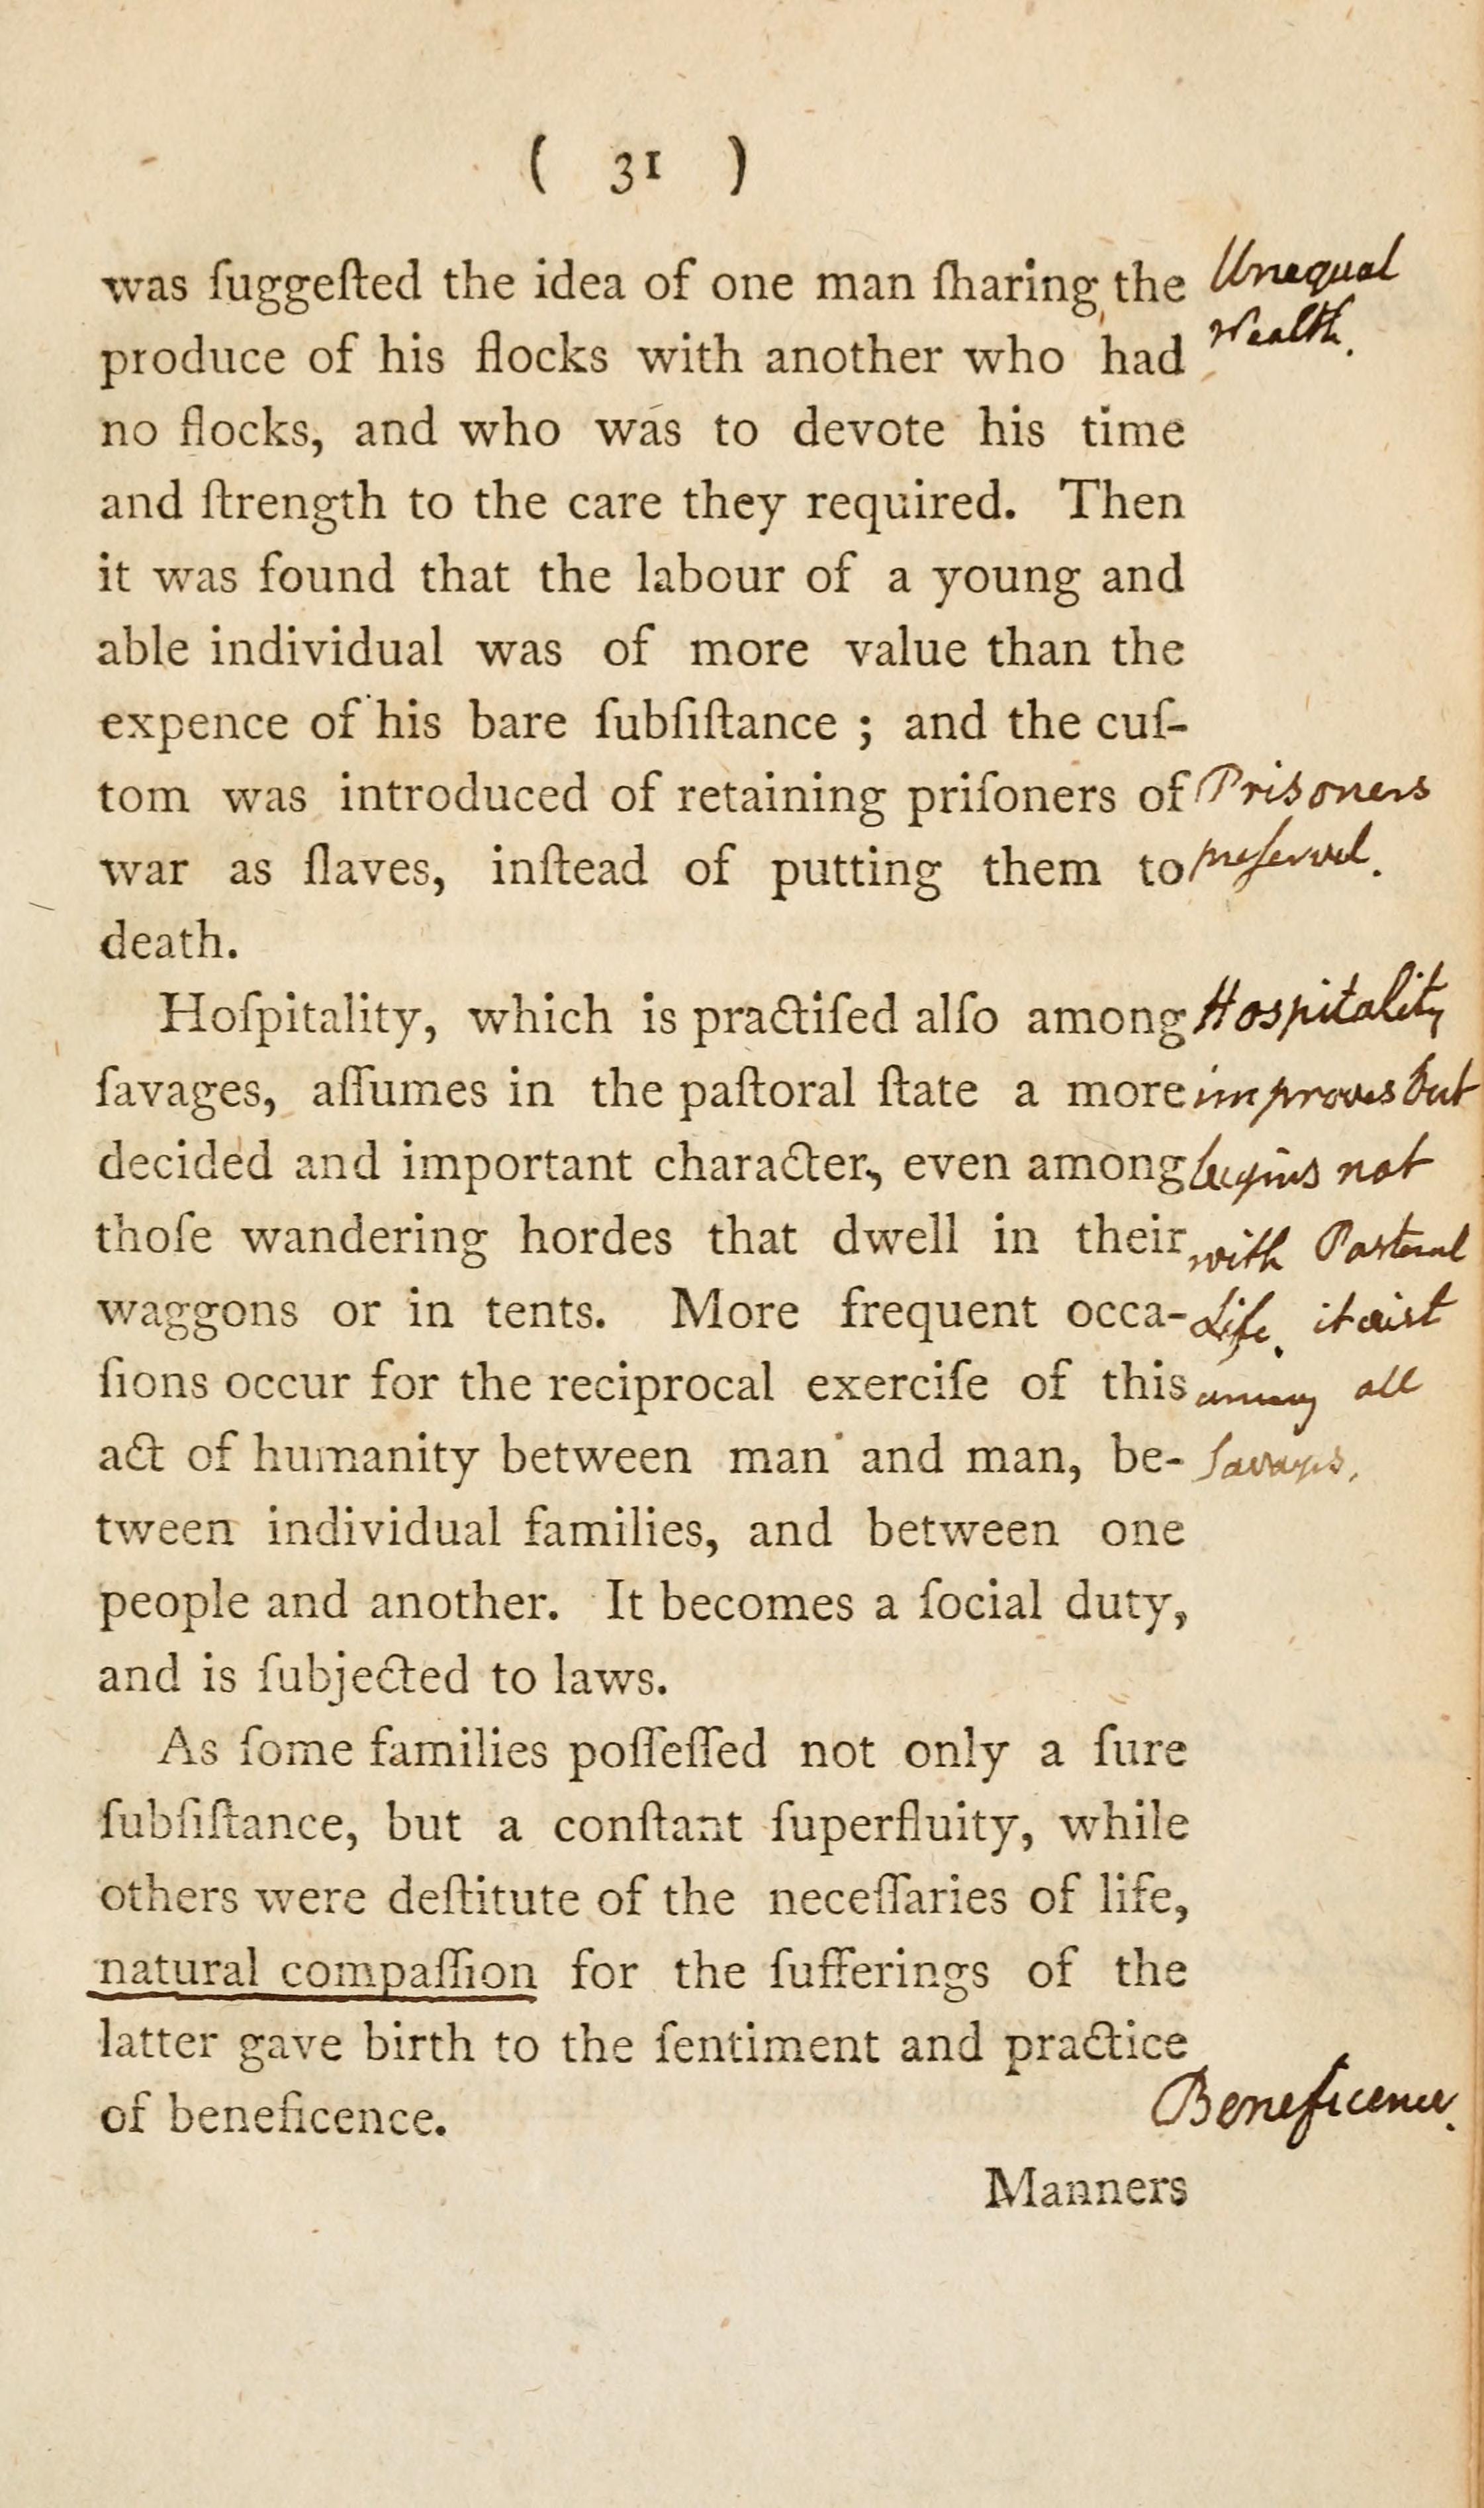 ( 31 )
was ſuggeſted the idea of one man ſharing the
produce of his flocks with another who had
no flocks, and who was to devote his time
and ſtrength to the care they required. Then
it was found that the labour of a young and
able individual was of more value than the
expence of his bare ſubſiſtance ; and the cuſ-
tom was introduced of retaining priſoners of
war as ſlaves, inſtead of putting them to
death.
Hoſpitality, which is practiſed alſo among
ſavages, aſſumes in the paſtoral ſtate a more
decided and important character, even among
thoſe wandering hordes that dwell in their
waggons or in tents. More frequent occa-
ſions occur for the reciprocal exerciſe of this
act of humanity between man and man, be-
tween individual families, and between one
people and another. It becomes a ſocial duty,
and is ſubjected to laws.
As ſome families poſſeſſed not only a ſure
ſubſiſtance, but a conſtant ſuperfluity, while
others were deſtitute of the neceſſaries of life,
natural compaſſion for the ſufferings of the
latter gave birth to the ſentiment and practice
of beneficence.
Manners
Unequal
Wealth.
Prisoners
preſerved.
Hospitality
improves but
begins not
with Pastoral
Life. it exist
among all
Savages.
Beneficence.